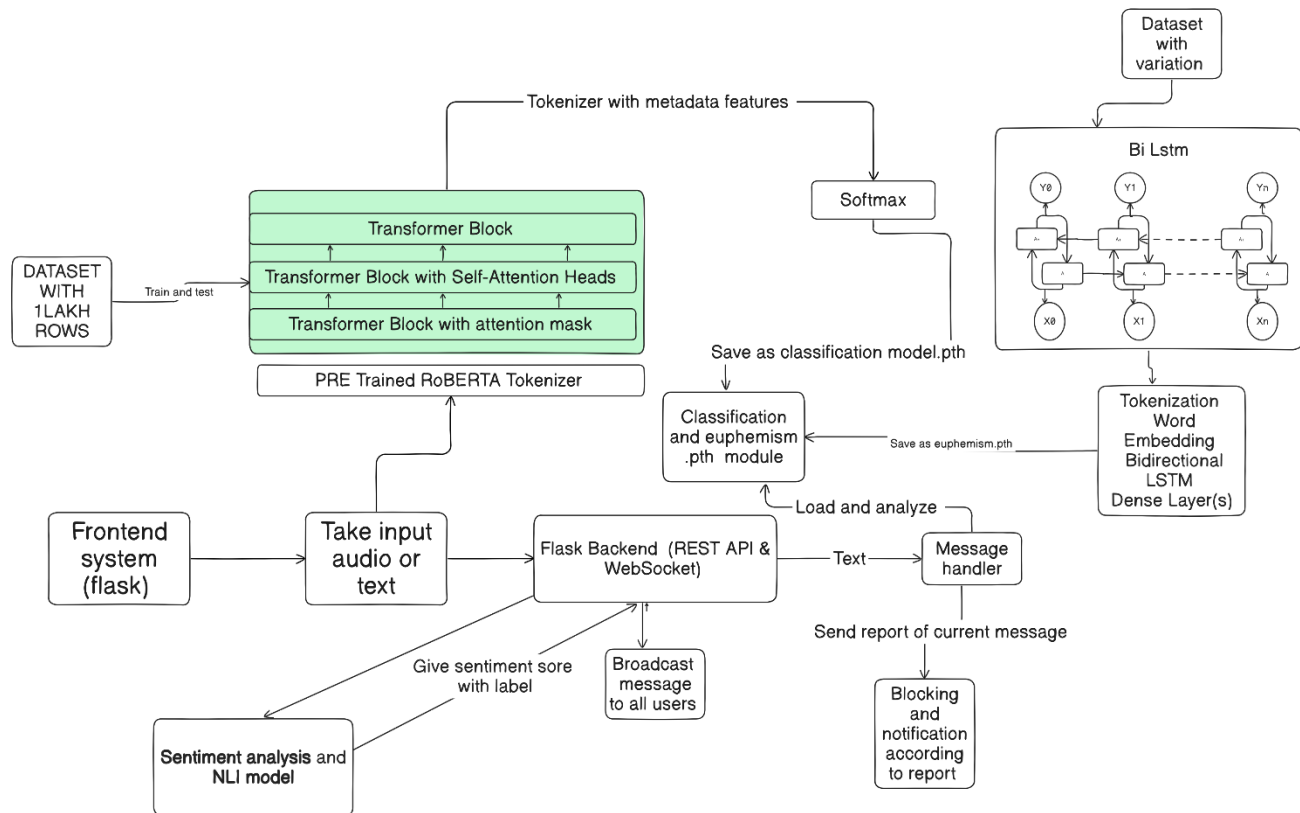 Dataset
with
variation
Tokenizer with metadata features
Bi Lstm
Y0
Y1
Yn
Softmax
Transformer Block
Transformer Block with Self-Attention Heads
Transformer Block with attention mask
DATASET
WITH
1LAKH
ROWS
Train and test
X0
X1
Xn
PRE Trained RoBERTA Tokenizer
Save as classification model.pth
Classification
and euphemism
.pth module
Save as euphemism.pth
Tokenization
Word
Embedding
Bidirectional
LSTM
Dense Layer(s)
Load and analyze
Frontend
system
(flask)
Take input
audio or
text
Flask Backend (REST API &
WebSocket)
Text
Message
handler
Send report of current message
Give sentiment sore
with label
Broadcast
message
to all users
Blocking
and
notification
according
to report
Sentiment analysis and
NLI model